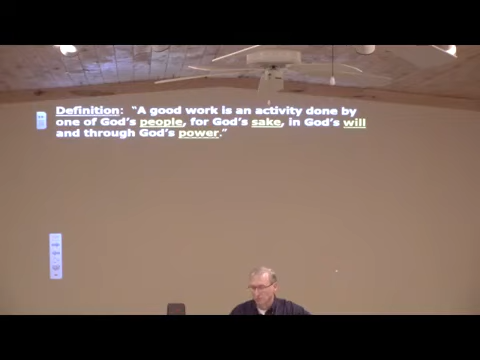 Definition: "A good work is an activity done by
one of God's people, for God's sake, in God's will
and through God's power."